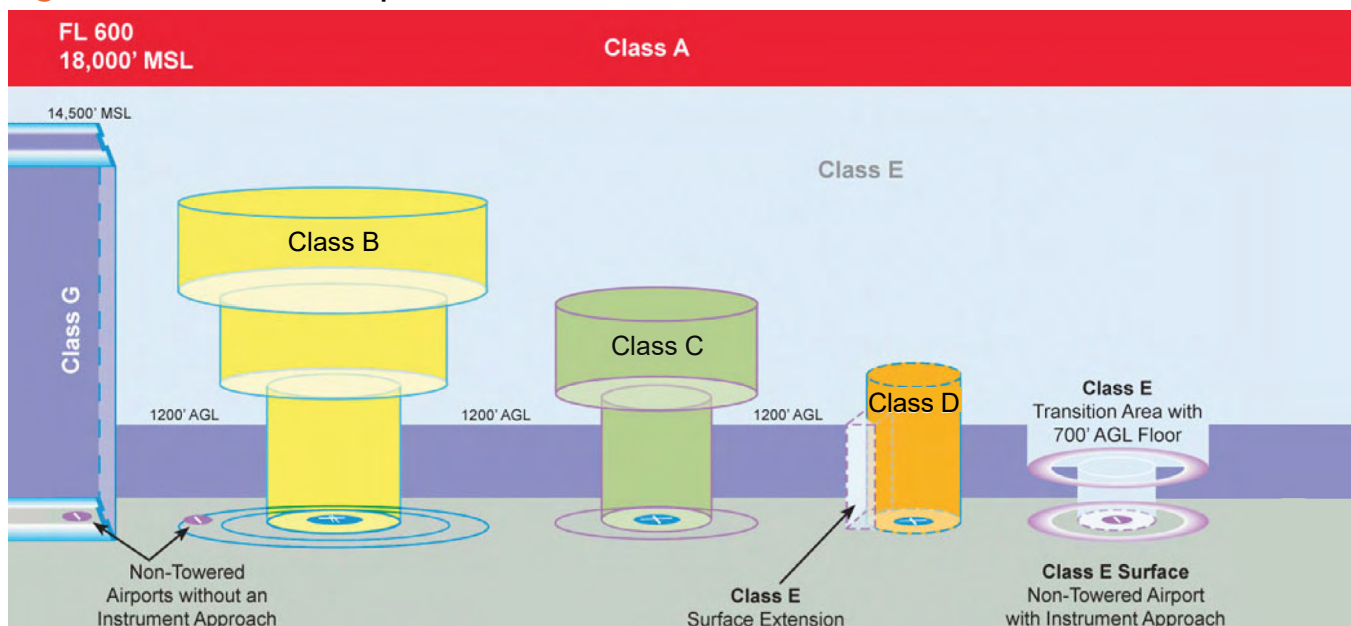 FL 600
18,000' MSL
Class A
14,500' MSL
Class E
Class B
Class G
Class C
Class D
1200' AGL
1200' AGL
1200' AGL
Class E
Transition Area with
700' AGL Floor
Non-Towered
Airports without an
Instrument Approach
Class E
Surface Extension
Class E Surface
Non-Towered Airport
with Instrument Approach